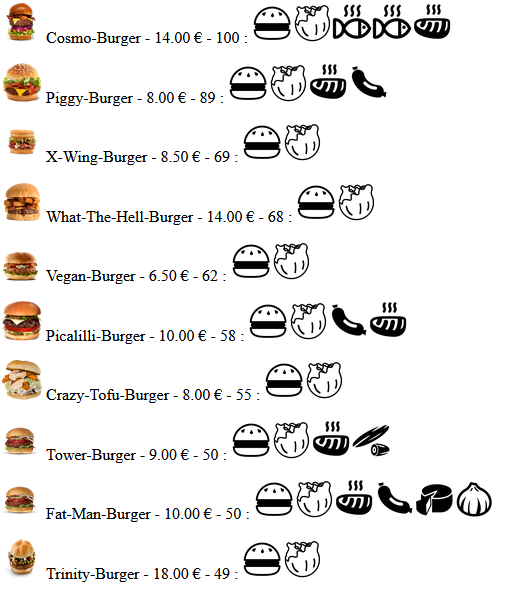 Cosmo-Burger - 14.00 € - 100 :
Piggy-Burger - 8.00 € - 89 :
X-Wing-Burger - 8.50 € - 69 :
What-The-Hell-Burger - 14.00 € - 68 :
Vegan-Burger - 6.50 € - 62 :
Picalilli-Burger - 10.00 € - 58 :
Crazy-Tofu-Burger - 8.00 € - 55 :
Tower-Burger - 9.00 € - 50 :
Fat-Man-Burger - 10.00 € - 50 :
Trinity-Burger - 18.00 € - 49 :